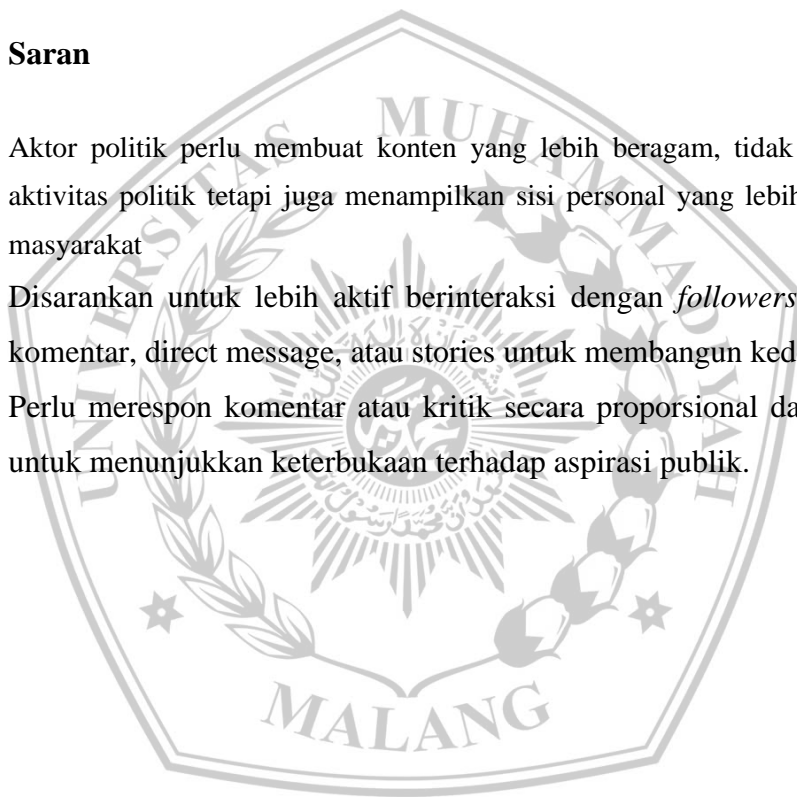 Saran
Aktor politik perlu membuat konten yang lebih beragam, tidak
aktivitas politik tetapi juga menampilkan sisi personal yang lebih
masyarakat
Disarankan untuk lebih aktif berinteraksi dengan followers
komentar, direct message, atau stories untuk membangun ked
Perlu merespon komentar atau kritik secara proporsional da
untuk menunjukkan keterbukaan terhadap aspirasi publik.
UNIVERSITAS MUHAMMADIYAH
MALANG